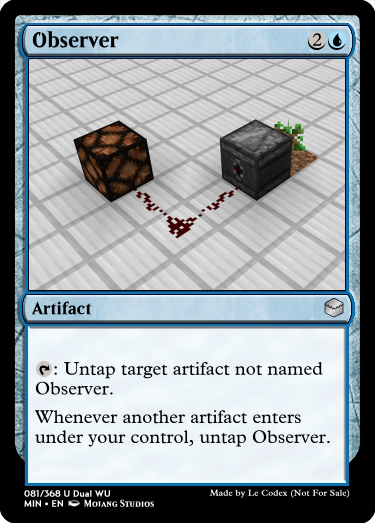 Observer 2
Artifact
: Untap target artifact not named
Observer.
Whenever another artifact enters
under your control, untap Observer.
081/368 U Dual WU
MIN • EN Mojang Studios
Made by Le Codex (Not For Sale)